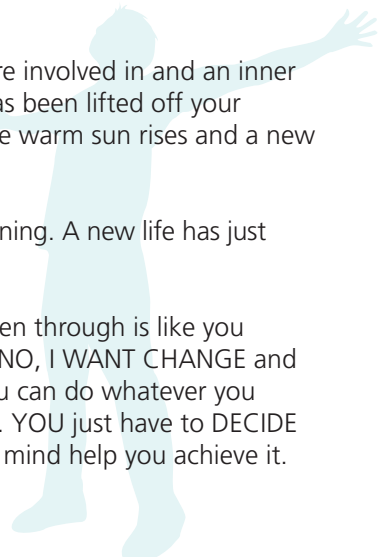 re involved in and an inner
as been lifted off your
e warm sun rises and a new
ning. A new life has just
en through is like you
NO, I WANT CHANGE and
u can do whatever you
. YOU just have to DECIDE
mind help you achieve it.